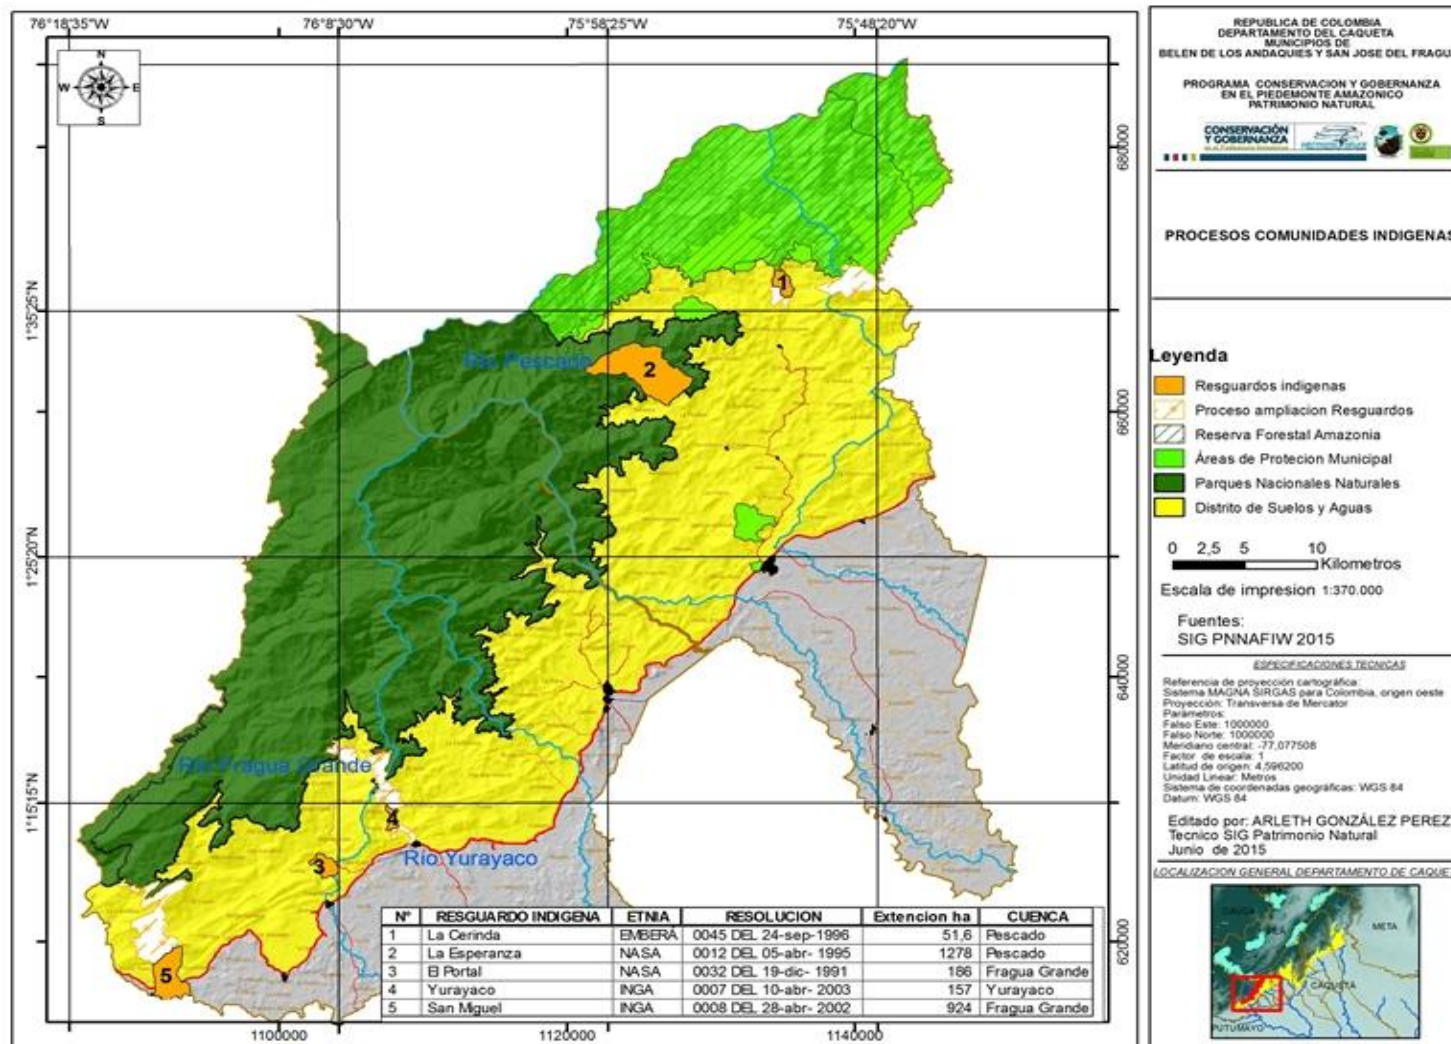 76°18'35"W
76°8'30"W
75°58'25"W
75°48'20"W
N
W
E
S
1°35'25"N
1°25'20"N
1°15'15"N
680000
660000
640000
620000
1100000
1120000
1140000
1
Rio Pescado
2
Rio Fragua Grande
4
3
Rio Yurayaco
5
N° RESGUARDO INDIGENA ETNIA RESOLUCION Extencion ha CUENCA
1 La Cerinda EMBERÁ 0045 DEL 24-sep-1996 51,6 Pescado
2 La Esperanza NASA 0012 DEL 05-abr- 1995 1278 Pescado
3 El Portal NASA 0032 DEL 19-dic- 1991 186 Fragua Grande
4 Yurayaco INGA 0007 DEL 10-abr- 2003 157 Yurayaco
5 San Miguel INGA 0008 DEL 28-abr- 2002 924 Fragua Grande
REPUBLICA DE COLOMBIA
DEPARTAMENTO DEL CAQUETA
MUNICIPIOS DE
BELEN DE LOS ANDAQUIES Y SAN JOSE DEL FRAGU
PROGRAMA CONSERVACION Y GOBERNANZA
EN EL PIEDEMONTE AMAZONICO
PATRIMONIO NATURAL
CONSERVACIÓN
Y GOBERNANZA
PROCESOS COMUNIDADES INDIGENAS
Leyenda
Resguardos indigenas
Proceso ampliacion Resguardos
Reserva Forestal Amazonia
Áreas de Protecion Municipal
Parques Nacionales Naturales
Distrito de Suelos y Aguas
0 2,5 5 10
Kilometros
Escala de impresion 1:370.000
Fuentes:
SIG PNNAFIW 2015
ESPECIFICACIONES TECNICAS
Referencia de proyección cartográfica:
Sistema MAGNA SIRGAS para Colombia, origen oeste
Proyección: Transversa de Mercator
Parámetros:
Falso Este: 1000000
Falso Norte: 1000000
Meridiano central: -77,077508
Factor de escala: 1
Latitud de origen: 4,596200
Unidad Linear: Metros
Sistema de coordenadas geográficas: WGS 84
Datum: WGS 84
Editado por: ARLETH GONZÁLEZ PEREZ
Tecnico SIG Patrimonio Natural
Junio de 2015
LOCALIZACION GENERAL DEPARTAMENTO DE CAQUET
CAUCA
META
CAQUETA
PUTUMAYO